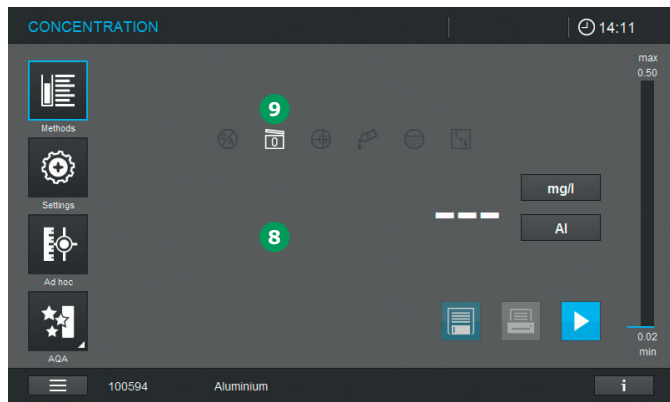 CONCENTRATION
14:11
max
0.50
9
Methods
0
mg/l
Settings
8
Al
Ad hoc
0.02
min
AQA
100594 Aluminium
i